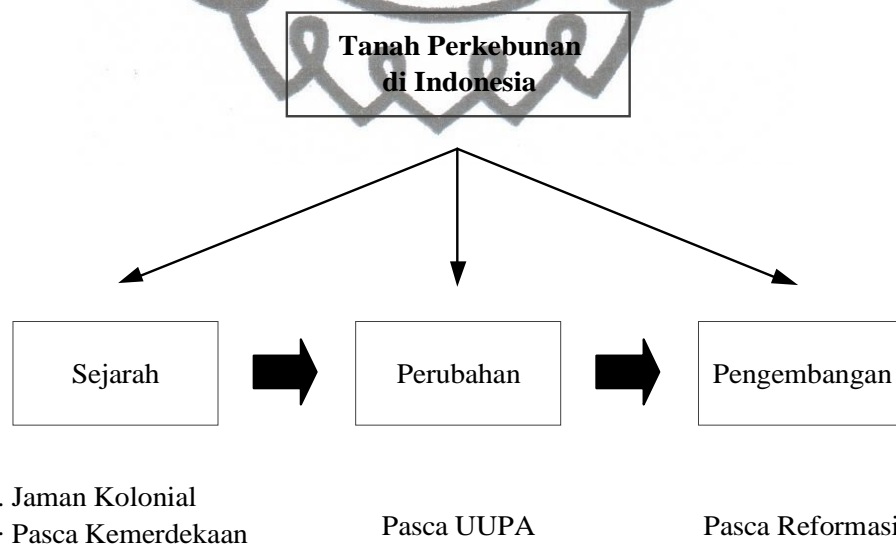 Tanah Perkebunan
di Indonesia
Sejarah
Perubahan
Pengembangan
. Jaman Kolonial
Pasca Kemerdekaan
Pasca UUPA
Pasca Reformasi